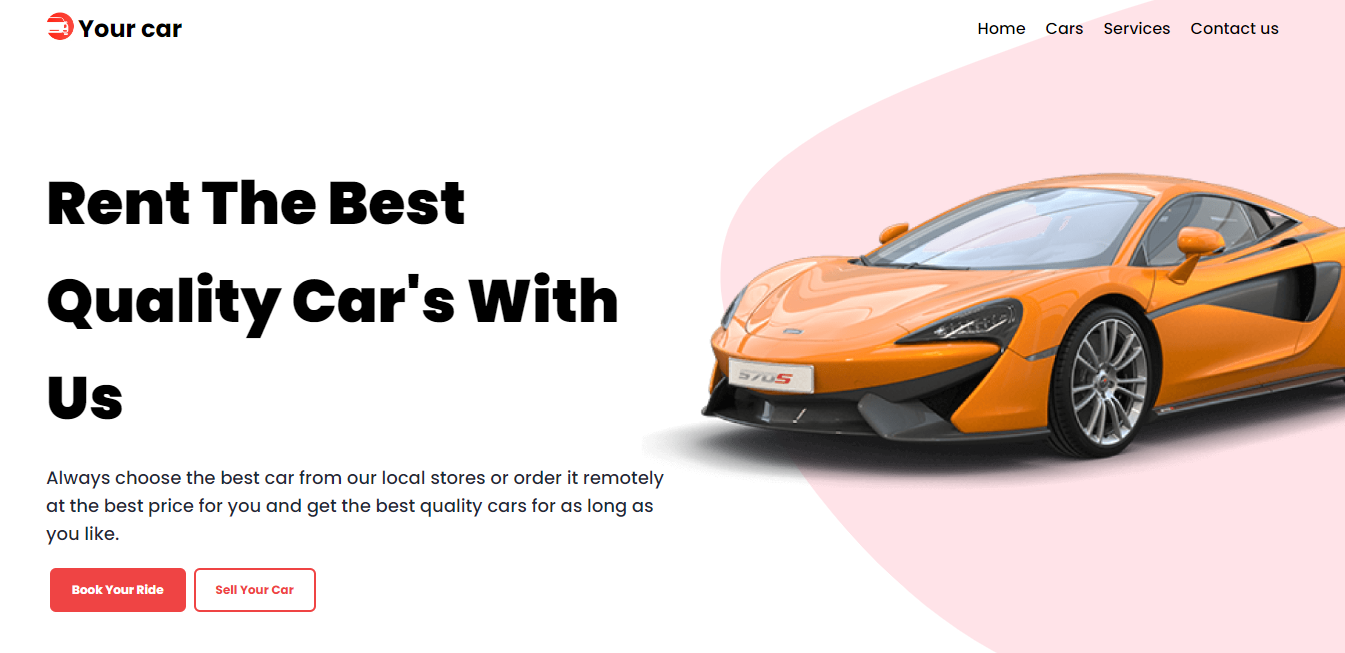 Your car
Home Cars Services Contact us
Rent The Best
Quality Car's With
Us
570S
Always choose the best car from our local stores or order it remotely
at the best price for you and get the best quality cars for as long as
you like.
Book Your Ride Sell Your Car